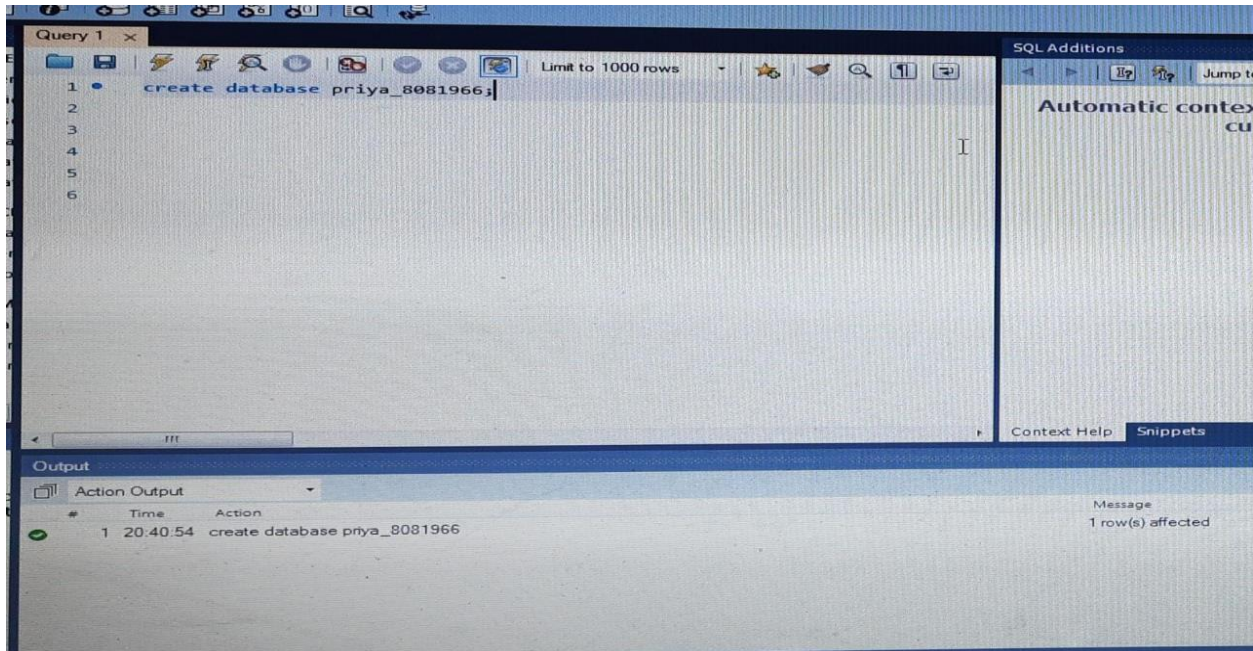 Query 1
SQL Additions
Limit to 1000 rows
Jump
1 create database priya_8081966;
2
3
4
5
6
Automatic
Context Help Snippets
Output
Action Output
# Time Action Message
1 20:40:54 create database priya_8081966 1 row(s) affected